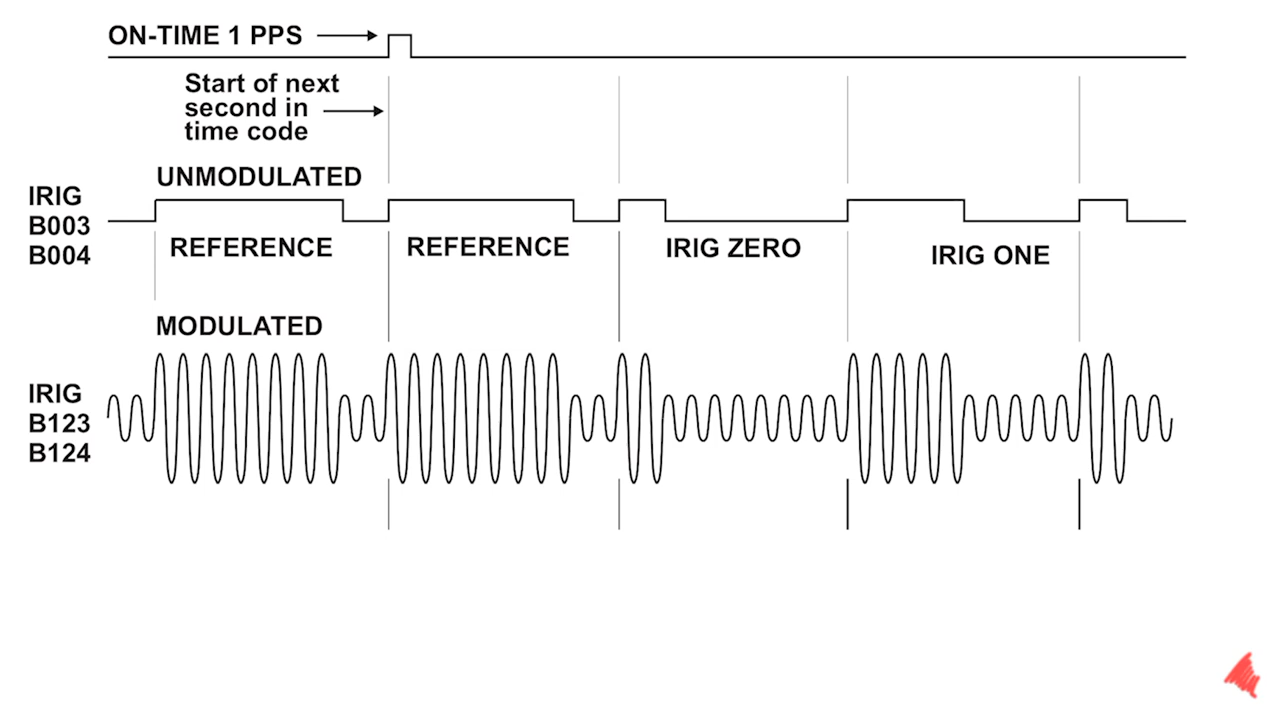 ON-TIME 1 PPS
Start of next
second in
time code
UNMODULATED
IRIG
B003
B004
REFERENCE
REFERENCE
IRIG ZERO
IRIG ONE
MODULATED
IRIG
B123
B124